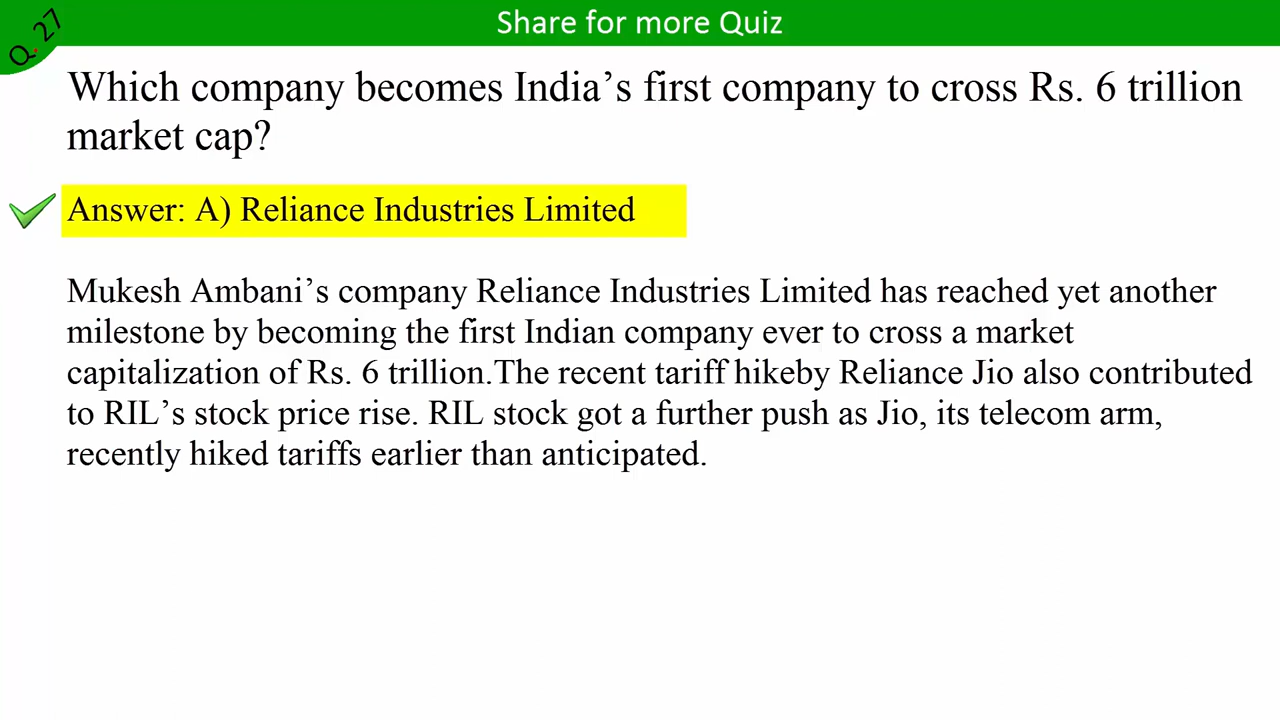 Share for more Quiz
Q. 27
Which company becomes India’s first company to cross Rs. 6 trillion
market cap?
Answer: A) Reliance Industries Limited
Mukesh Ambani’s company Reliance Industries Limited has reached yet another
milestone by becoming the first Indian company ever to cross a market
capitalization of Rs. 6 trillion.The recent tariff hikeby Reliance Jio also contributed
to RIL’s stock price rise. RIL stock got a further push as Jio, its telecom arm,
recently hiked tariffs earlier than anticipated.